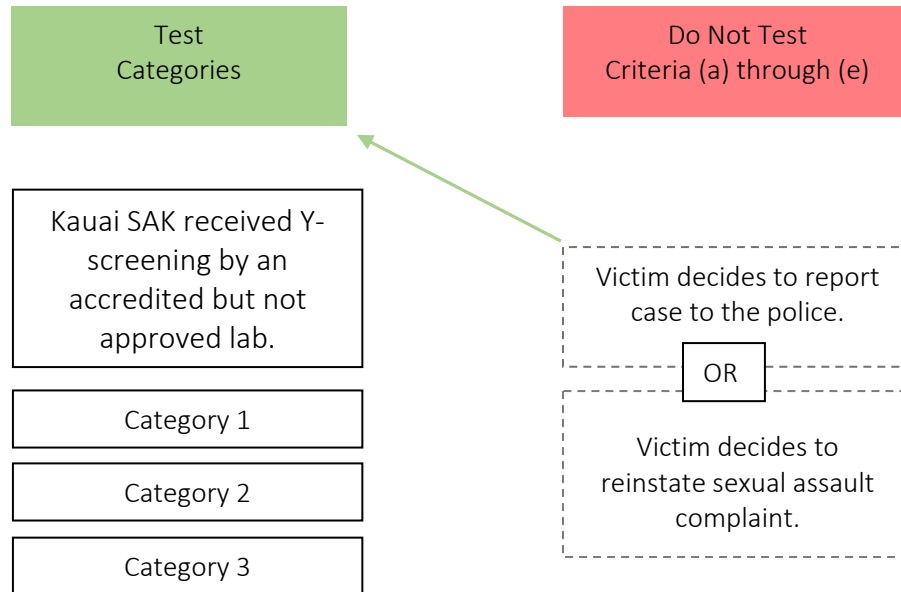 Test
Categories
Do Not Test
Criteria (a) through (e)
Kauai SAK received Y-
screening by an
accredited but not
approved lab.
Category 1
Category 2
Category 3
Victim decides to report
case to the police.
OR
Victim decides to
reinstate sexual assault
complaint.